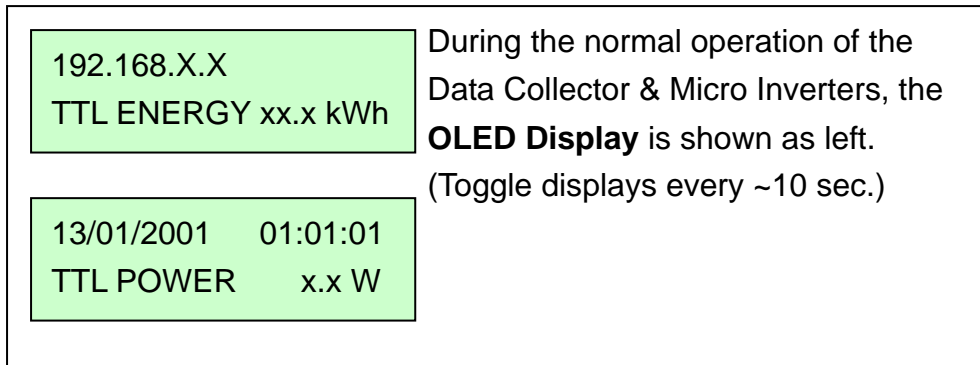 192.168.X.X
TTL ENERGY xx.x kWh
13/01/2001 01:01:01
TTL POWER x.x W
During the normal operation of the
Data Collector & Micro Inverters, the
OLED Display is shown as left.
(Toggle displays every ~10 sec.)